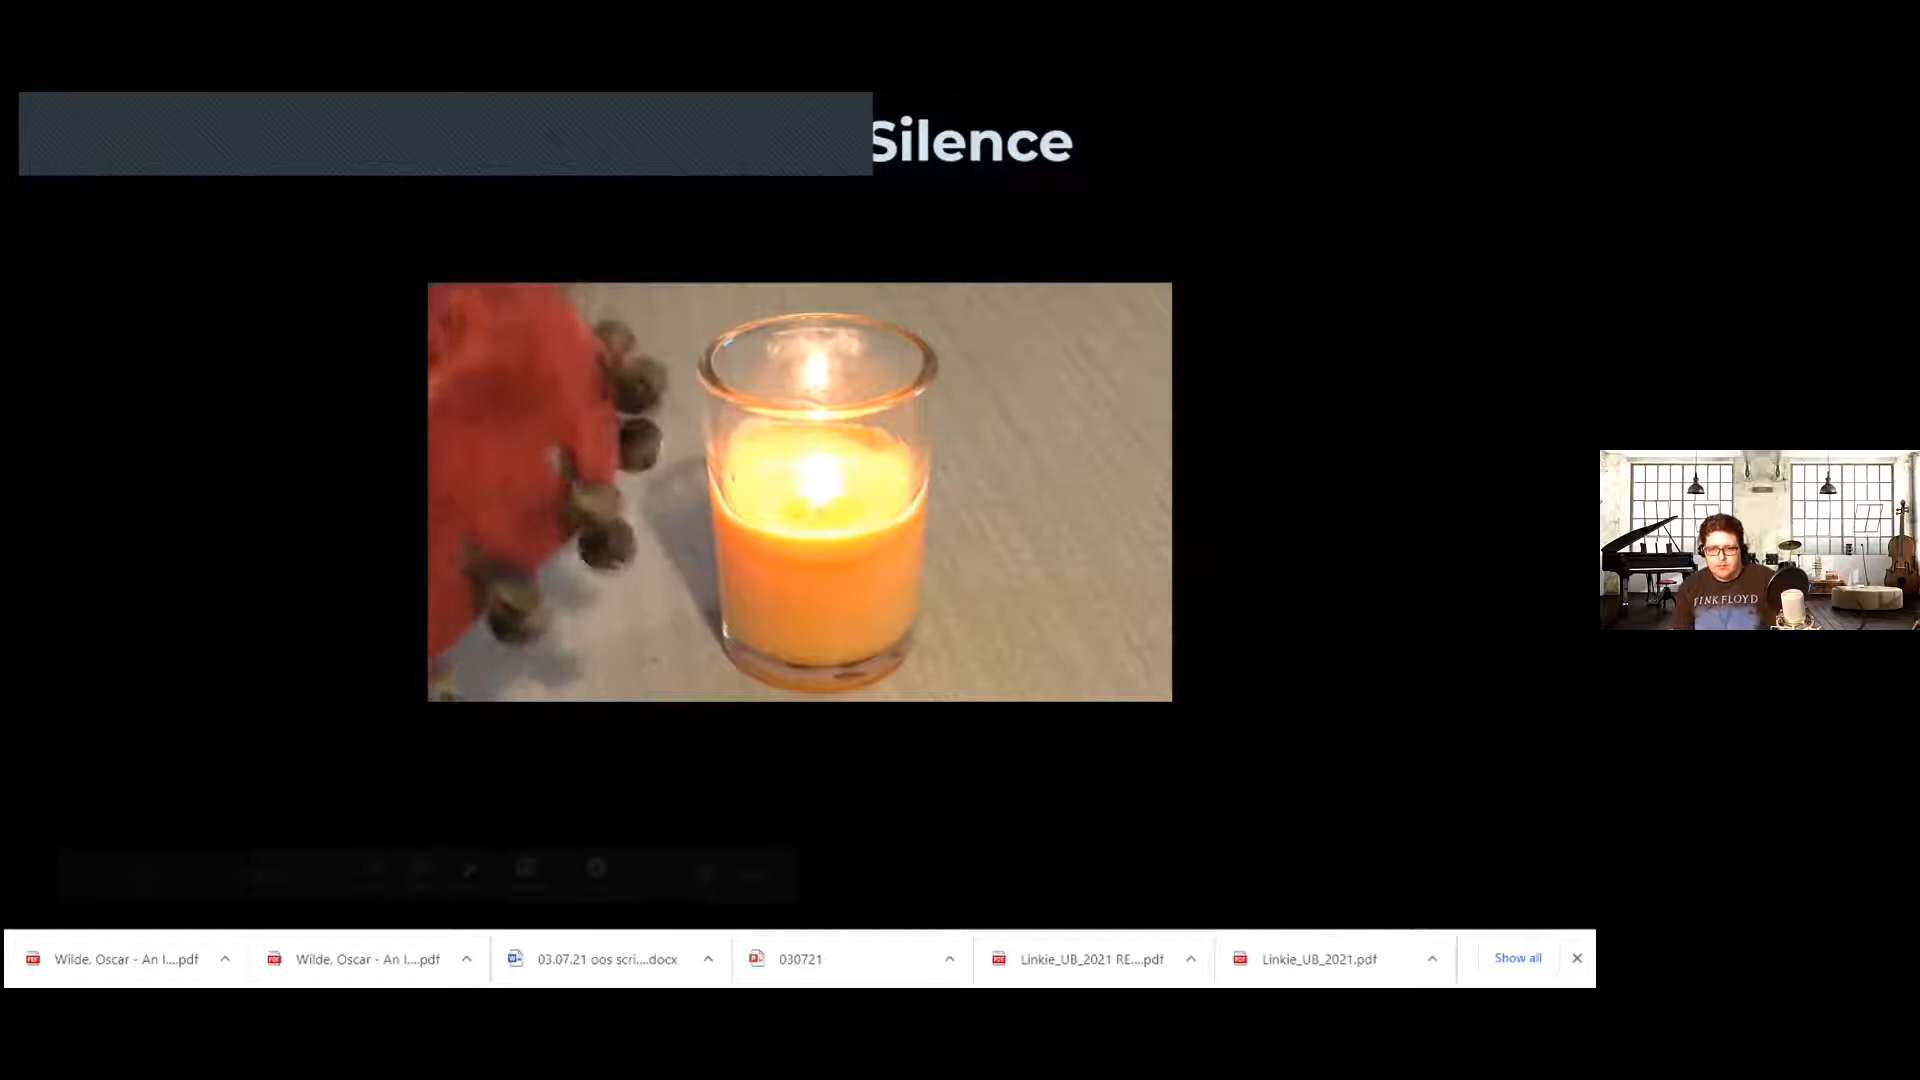 Silence
PINK FLOYD
Wilde, Oscar - An I....pdf
Wilde, Oscar - An I....pdf
03.07.21 oos scri....docx
030721
Linkie_UB_2021 RE....pdf
Linkie_UB_2021.pdf
Show all